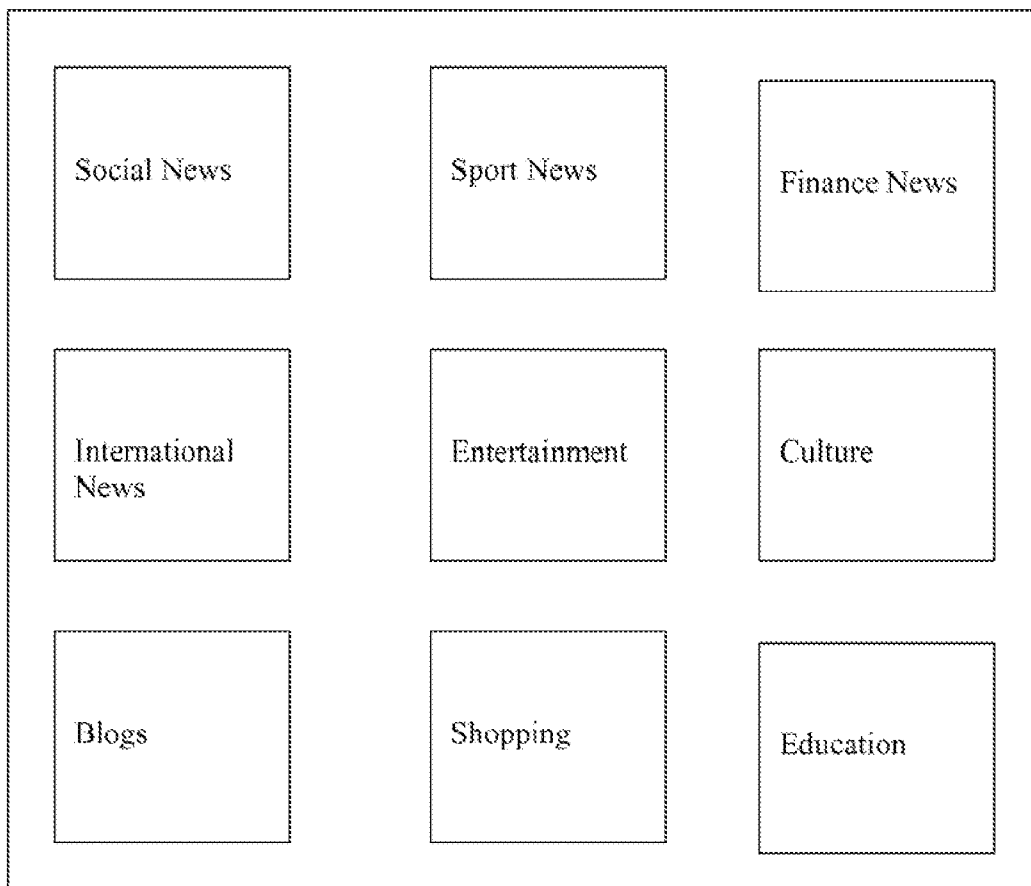 Social News
Sport News
Finance News
International
News
Entertainment
Culture
Blogs
Shopping
Education